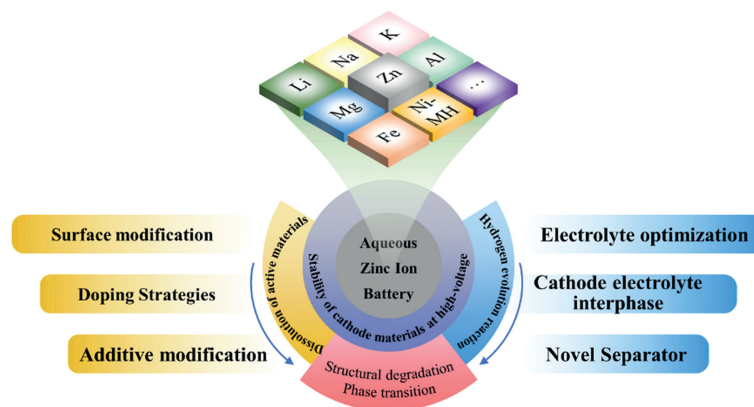 K
Na
Al
Li
Zn
...
Mg
Ni-
MH
Fe
Surface modification
Doping Strategies
Additive modification
Dissolution of active materials
Aqueous
Zinc Ion
Battery
Stability of cathode materials at high-voltage
Hydrogen evolution reaction
Structural degradation
Phase transition
Electrolyte optimization
Cathode electrolyte
interphase
Novel Separator